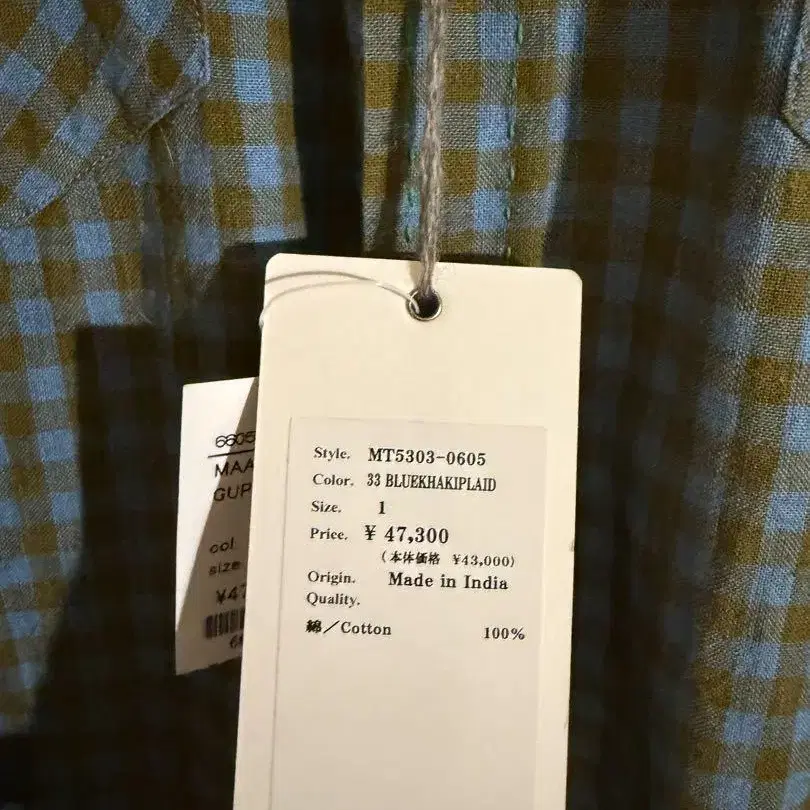 Style. MT5303-0605
Color. 33 BLUEKHAKIPLAID
Size. 1
Price. ¥ 47,300
(本体価格 ¥43,000)
Origin. Made in India
Quality.
綿/Cotton 100%
6605
MAA
GUP
col
size
¥47